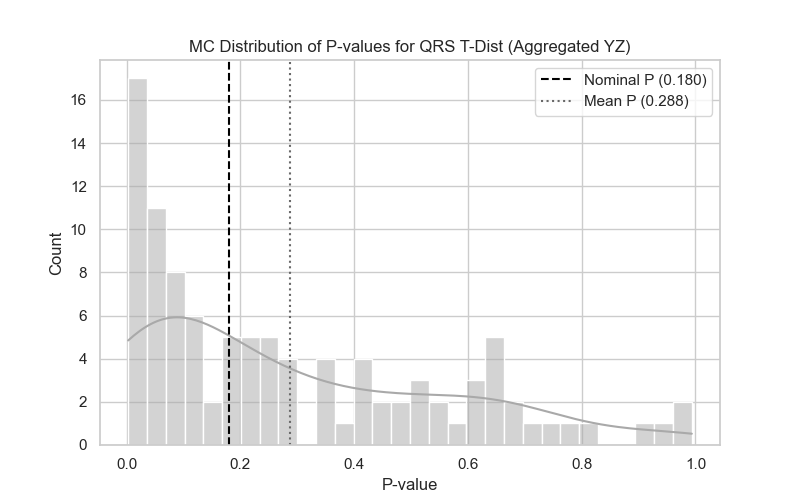 MC Distribution of P-values for QRS T-Dist (Aggregated YZ)
Nominal P (0.180)
Mean P (0.288)
Count
16
14
12
10
8
6
4
2
0
0.0 0.2 0.4 0.6 0.8 1.0
P-value